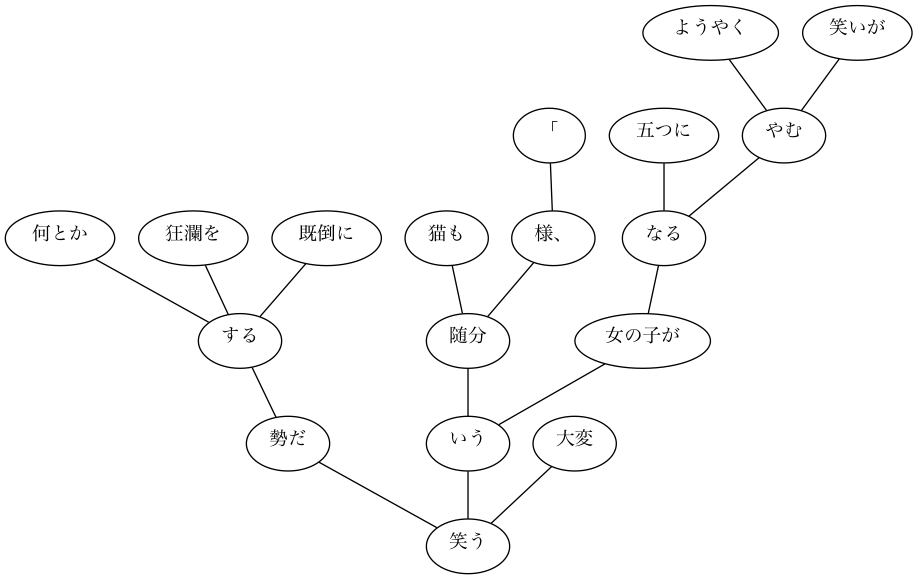 ようやく
笑いが
「
五つに
やむ
何とか
狂瀾を
既倒に
猫も
様、
なる
する
随分
女の子が
勢だ
いう
大変
笑う